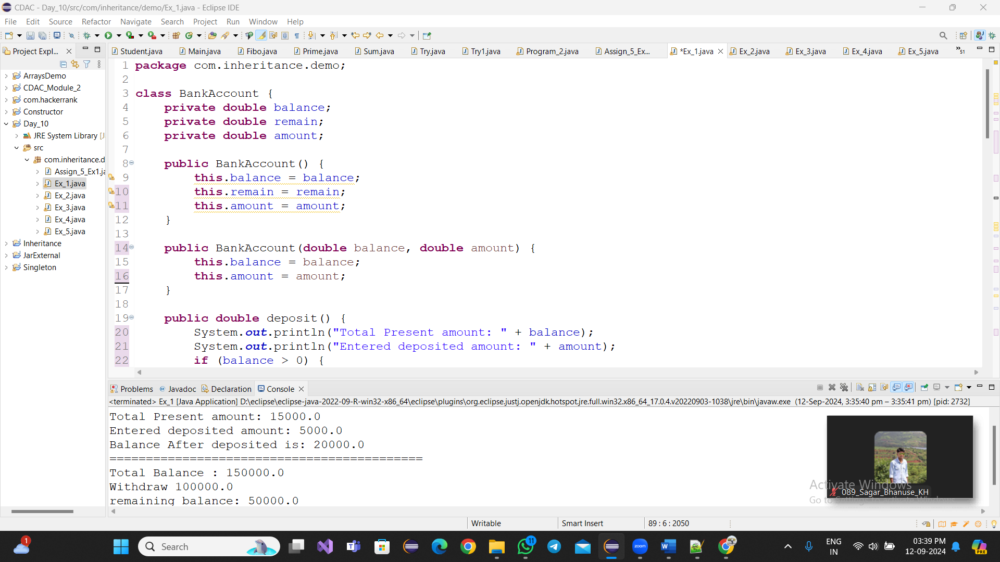 CDAC - Day_10/src/com/inheritance/demo/Ex_1.java - Eclipse IDE
File Edit Source Refactor Navigate Search Project Run Window Help
Project Expl...
Student.java Main.java Fibo.java Prime.java Sum.java Try.java Try1.java Program_2.java Assign_5_Ex... *Ex_1.java Ex_2.java Ex_3.java Ex_4.java Ex_5.java »51
ArraysDemo
CDAC_Module_2
com.hackerrank
Constructor
Day_10
JRE System Library [J
src
com.inheritance.d
Assign_5_Ex1.ja
Ex_1.java
Ex_2.java
Ex_3.java
Ex_4.java
Ex_5.java
Inheritance
JarExternal
Singleton
1 package com.inheritance.demo;
2
3 class BankAccount {
4 private double balance;
5 private double remain;
6 private double amount;
7
8 public BankAccount() {
9 this.balance = balance;
10 this.remain = remain;
11 this.amount = amount;
12 }
13
14 public BankAccount(double balance, double amount) {
15 this.balance = balance;
16 this.amount = amount;
17 }
18
19 public double deposit() {
20 System.out.println("Total Present amount: " + balance);
21 System.out.println("Entered deposited amount: " + amount);
22 if (balance > 0) {
Problems Javadoc Declaration Console
<terminated> Ex_1 [Java Application] D:\eclipse\eclipse-java-2022-09-R-win32-x86_64\eclipse\plugins\org.eclipse.justj.openjdk.hotspot.jre.full.win32.x86_64_17.0.4.v20220903-1038\jre\bin\javaw.exe (12-Sep-2024, 3:35:40 pm – 3:35:41 pm) [pid: 2732]
Total Present amount: 15000.0
Entered deposited amount: 5000.0
Balance After deposited is: 20000.0
===========================================
Total Balance : 150000.0
Withdraw 100000.0
remaining balance: 50000.0
Activate Windows
089_Sagar_Bhanuse_KH
Go to Settings to activate Windows.
Writable Smart Insert 89 : 6 : 2050
1
Search
11
zoom
ENG
IN
03:39 PM
12-09-2024
PRE